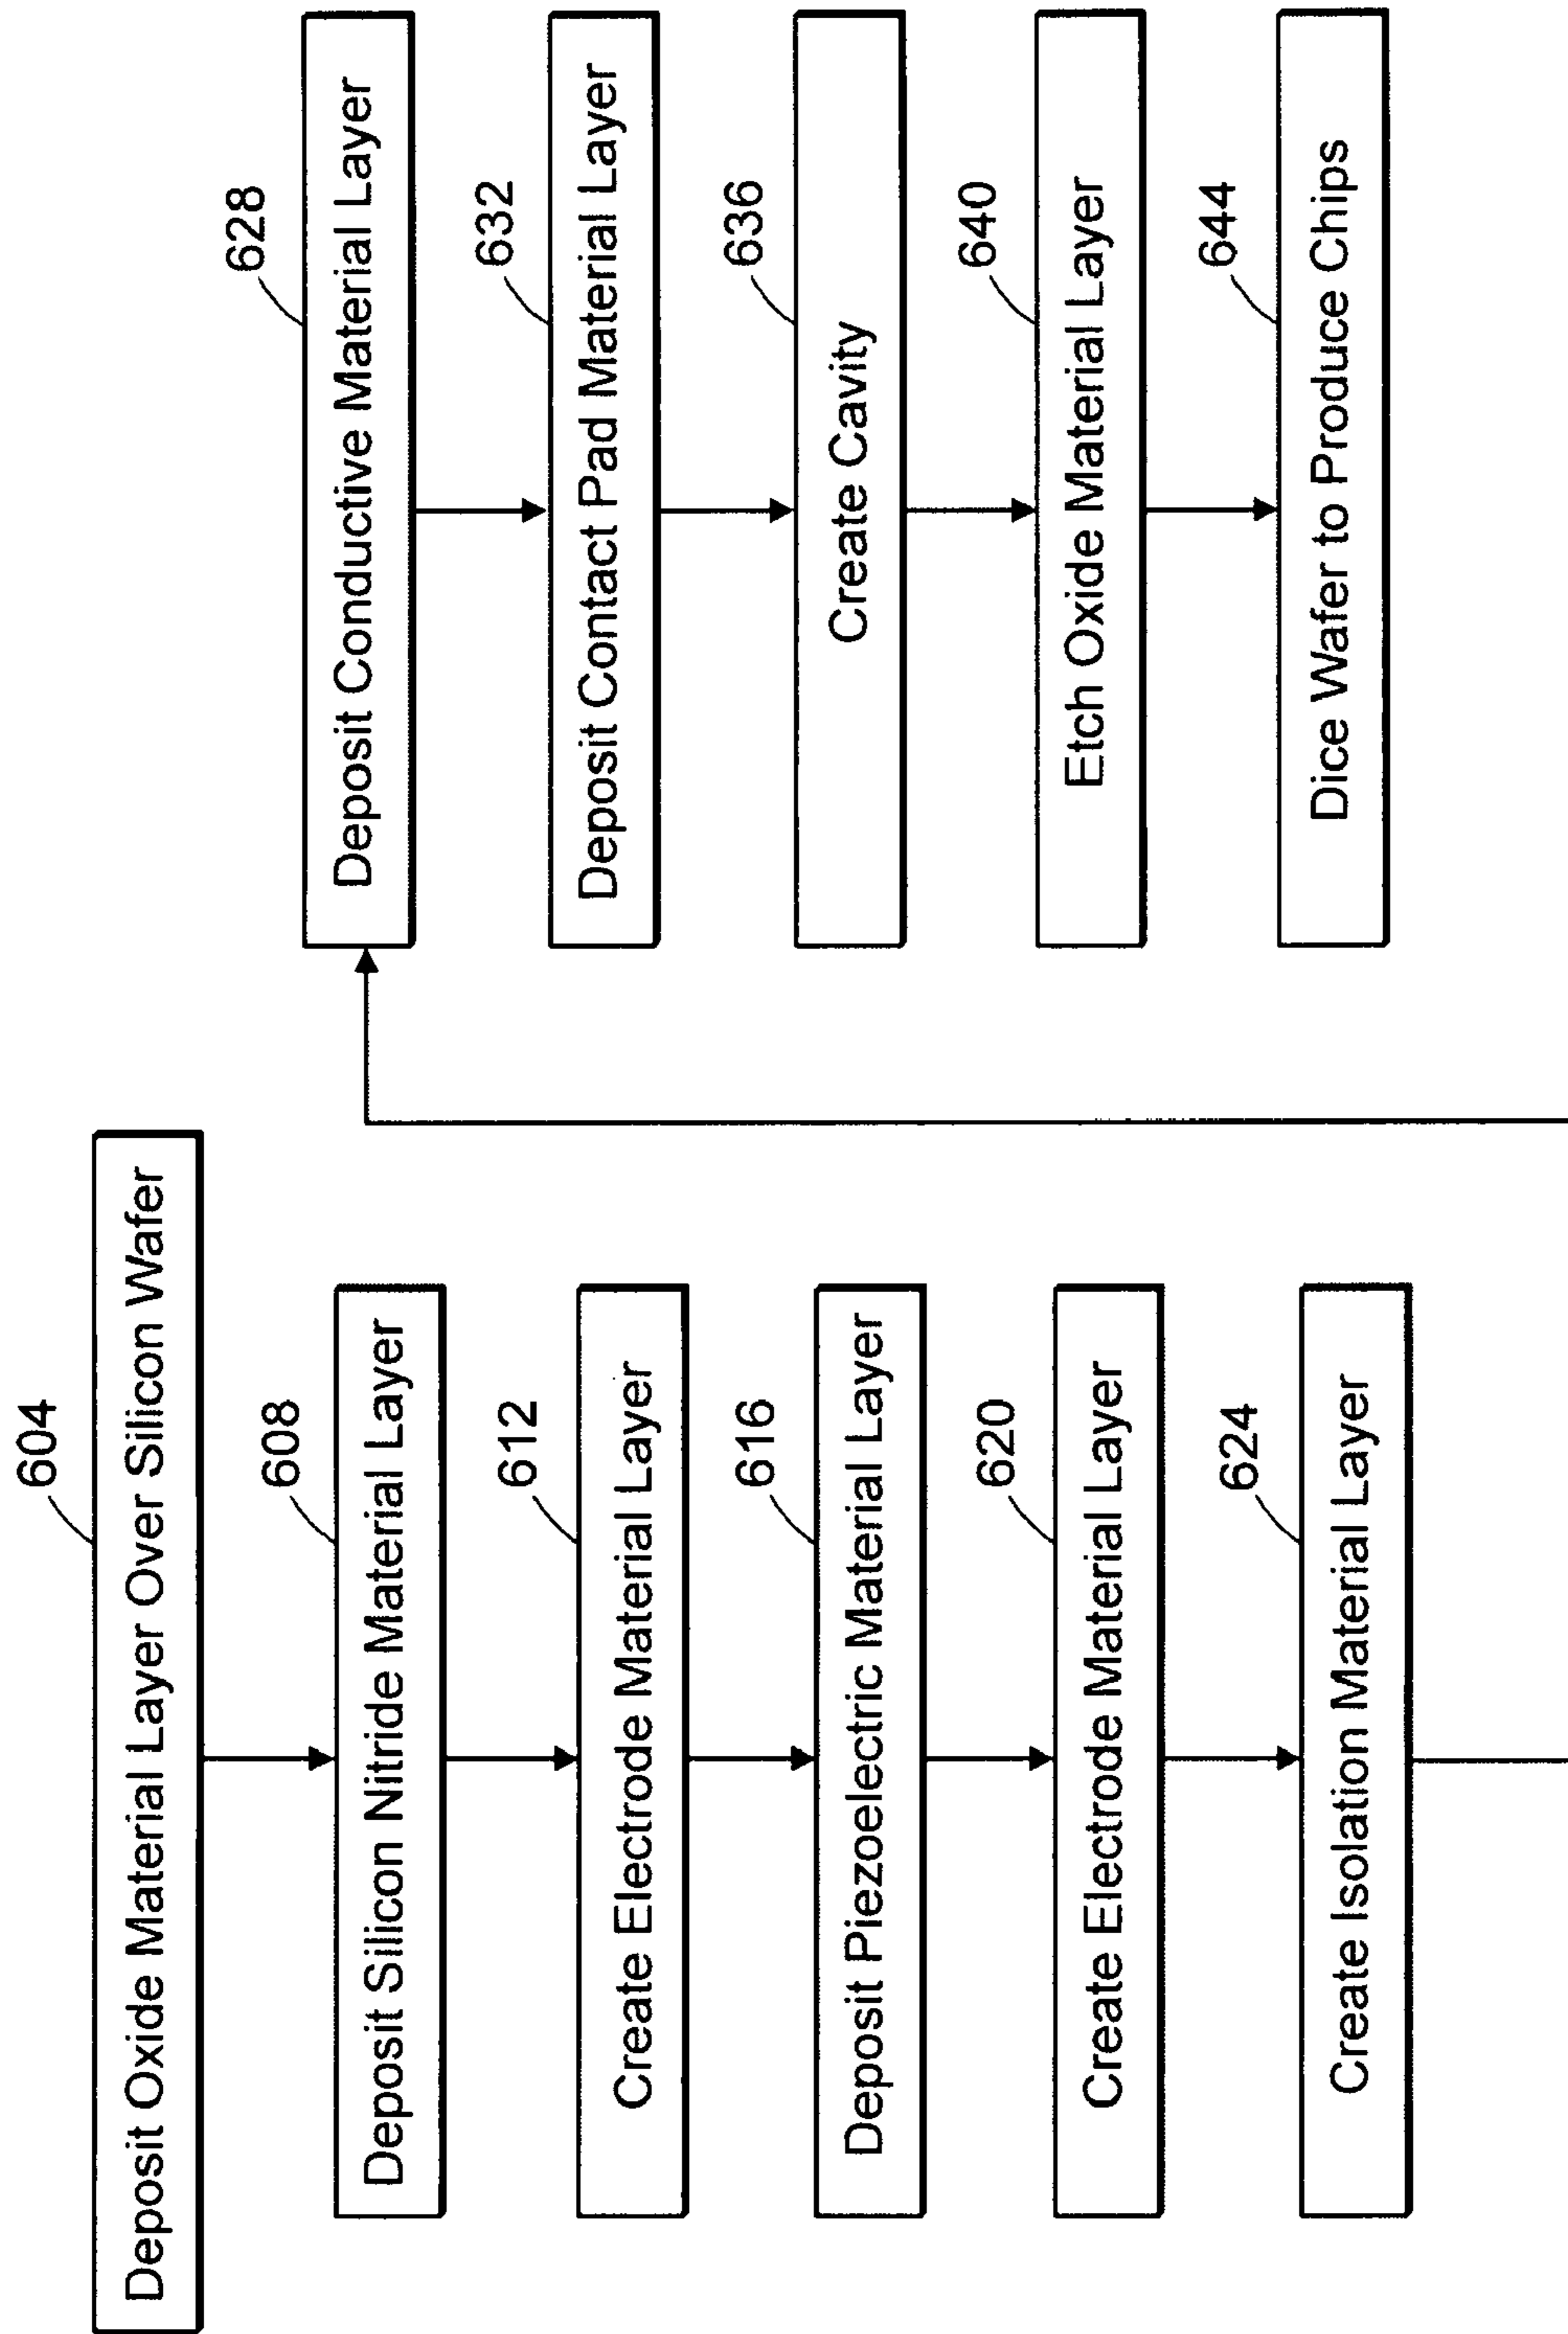 604
Deposit Oxide Material Layer Over Silicon Wafer
608
Deposit Silicon Nitride Material Layer
612
Create Electrode Material Layer
616
Deposit Piezoelectric Material Layer
620
Create Electrode Material Layer
624
Create Isolation Material Layer
628
Deposit Conductive Material Layer
632
Deposit Contact Pad Material Layer
636
Create Cavity
640
Etch Oxide Material Layer
644
Dice Wafer to Produce Chips